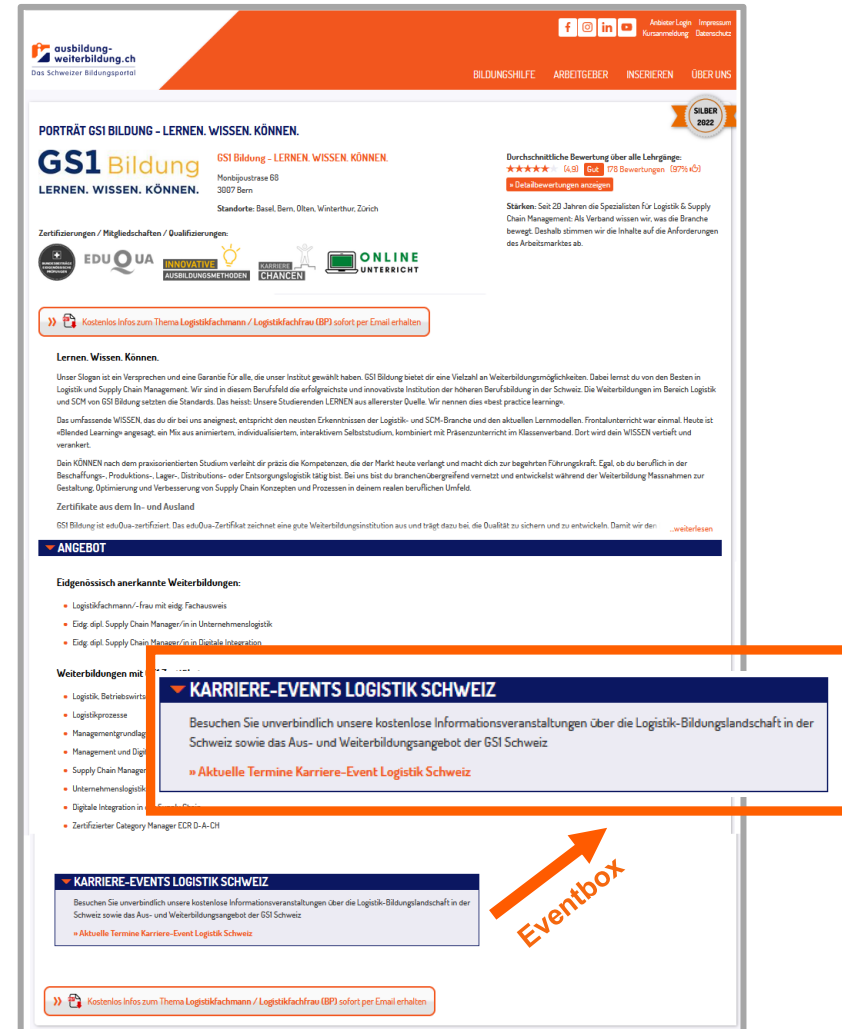 Anbieter Login Impressum
Kursanmeldung Datenschutz
ausbildung-
weiterbildung.ch
Das Schweizer Bildungsportal
BILDUNGSHILFE ARBEITGEBER INSERIEREN ÜBER UNS
SILBER
2022
PORTRÄT GS1 BILDUNG – LERNEN. WISSEN. KÖNNEN.
GS1 Bildung
LERNEN. WISSEN. KÖNNEN.
GS1 Bildung – LERNEN. WISSEN. KÖNNEN.
Monbijoustrasse 68
3007 Bern
Standorte: Basel, Bern, Olten, Winterthur, Zürich
Durchschnittliche Bewertung über alle Lehrgänge:
(4,9) Gut 178 Bewertungen (97%)
» Detailbewertungen anzeigen
Stärken: Seit 20 Jahren die Spezialisten für Logistik & Supply
Chain Management: Als Verband wissen wir, was die Branche
bewegt. Deshalb stimmen wir die Inhalte auf die Anforderungen
des Arbeitsmarktes ab.
Zertifizierungen / Mitgliedschaften / Qualifizierungen:
EDUQUA
INNOVATIVE
AUSBILDUNGSMETHODEN
KARRIERE
CHANCEN
ONLINE
UNTERRICHT
Kostenlos Infos zum Thema Logistikfachmann / Logistikfachfrau (BP) sofort per Email erhalten
Lernen. Wissen. Können.
Unser Slogan ist ein Versprechen und eine Garantie für alle, die unser Institut gewählt haben. GS1 Bildung bietet dir eine Vielzahl an Weiterbildungsmöglichkeiten. Dabei lernst du von den Besten in
Logistik und Supply Chain Management. Wir sind in diesem Berufsfeld die erfolgreichste und innovativste Institution der höheren Berufsbildung in der Schweiz. Die Weiterbildungen im Bereich Logistik
und SCM von GS1 Bildung setzten die Standards. Das heisst: Unsere Studierenden LERNEN aus allererster Quelle. Wir nennen dies «best practice learning».
Das umfassende WISSEN, das du dir bei uns aneignest, entspricht den neusten Erkenntnissen der Logistik- und SCM-Branche und den aktuellen Lernmodellen. Frontalunterricht war einmal. Heute ist
«Blended Learning» angesagt, ein Mix aus animiertem, individualisiertem, interaktivem Selbststudium, kombiniert mit Präsenzunterricht im Klassenverband. Dort wird dein WISSEN vertieft und
verankert.
Dein KÖNNEN nach dem praxisorientierten Studium verleiht dir präzis die Kompetenzen, die der Markt heute verlangt und macht dich zur begehrten Führungskraft. Egal, ob du beruflich in der
Beschaffungs-, Produktions-, Lager-, Distributions- oder Entsorgungslogistik tätig bist. Bei uns bist du branchenübergreifend vernetzt und entwickelst während der Weiterbildung Massnahmen zur
Gestaltung, Optimierung und Verbesserung von Supply Chain Konzepten und Prozessen in deinem realen beruflichen Umfeld.
Zertifikate aus dem In- und Ausland
GS1 Bildung ist eduQua-zertifiziert. Das eduQua-Zertifikat zeichnet eine gute Weiterbildungsinstitution aus und trägt dazu bei, die Qualität zu sichern und zu entwickeln. Damit wir der ...weiterlesen
ANGEBOT
Eidgenössisch anerkannte Weiterbildungen:
Logistikfachmann/-frau mit eidg. Fachausweis
Eidg. dipl. Supply Chain Manager/in in Unternehmenslogistik
Eidg. dipl. Supply Chain Manager/in in Digitale Integration
Weiterbildungen mit
Logistik, Betriebswirts
Logistikprozesse
Managementgrundlag
Management und Digit
Supply Chain Manager
Unternehmenslogistik
Digitale Integration in
Zertifizierter Category Manager ECR D-A-CH
KARRIERE-EVENTS LOGISTIK SCHWEIZ
Besuchen Sie unverbindlich unsere kostenlose Informationsveranstaltungen über die Logistik-Bildungslandschaft in der
Schweiz sowie das Aus- und Weiterbildungsangebot der GS1 Schweiz
» Aktuelle Termine Karriere-Event Logistik Schweiz
Eventbox
KARRIERE-EVENTS LOGISTIK SCHWEIZ
Besuchen Sie unverbindlich unsere kostenlose Informationsveranstaltungen über die Logistik-Bildungslandschaft in der
Schweiz sowie das Aus- und Weiterbildungsangebot der GS1 Schweiz
» Aktuelle Termine Karriere-Event Logistik Schweiz
Kostenlos Infos zum Thema Logistikfachmann / Logistikfachfrau (BP) sofort per Email erhalten